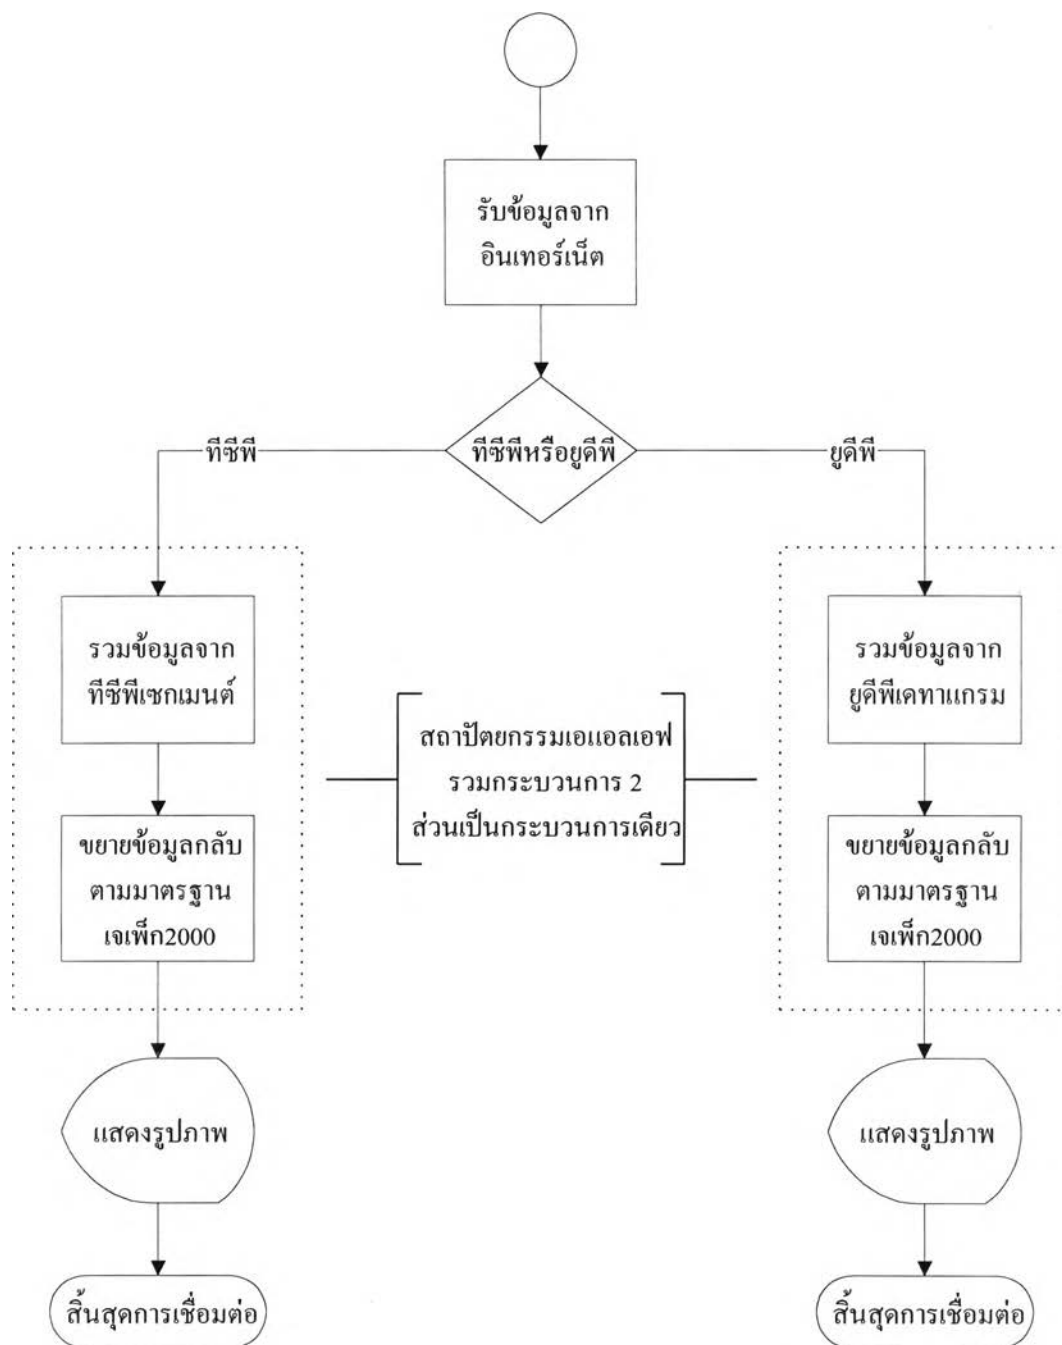 รับข้อมูลจาก
อินเทอร์เน็ต
ทีซีพี
ทีซีพีหรือยูดีพี
ยูดีพี
รวมข้อมูลจาก
ทีซีพีเซกเมนต์
ขยายข้อมูลกลับ
ตามมาตรฐาน
เจเพ็ก2000
แสดงรูปภาพ
สิ้นสุดการเชื่อมต่อ
สถาปัตยกรรมเอแอลเอฟ
รวมกระบวนการ 2
ส่วนเป็นกระบวนการเดียว
รวมข้อมูลจาก
ยูดีพีเดทาแกรม
ขยายข้อมูลกลับ
ตามมาตรฐาน
เจเพ็ก2000
แสดงรูปภาพ
สิ้นสุดการเชื่อมต่อ